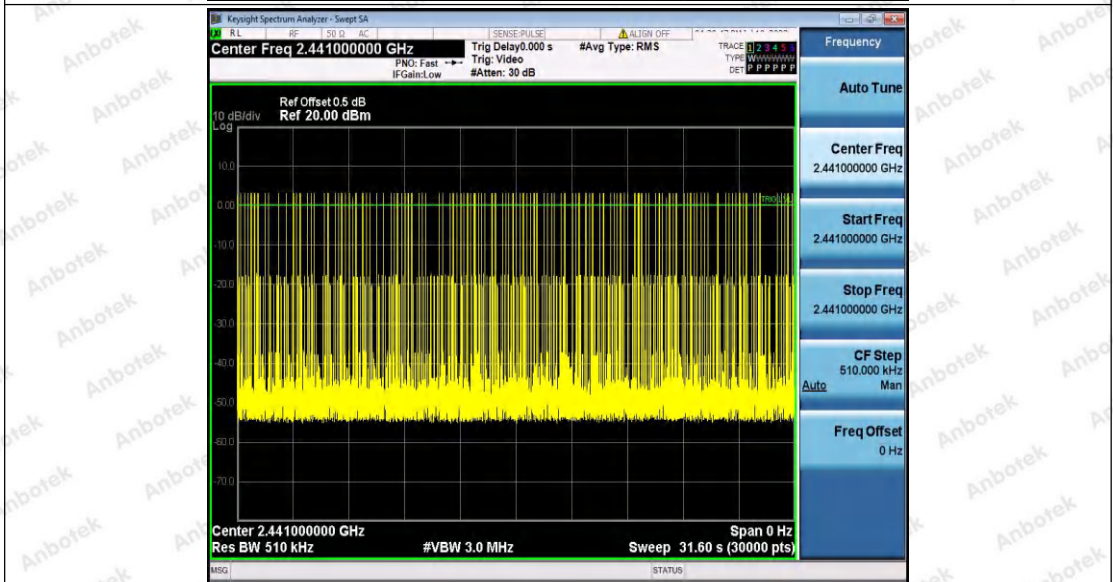 Keysight Spectrum Analyzer - Swept SA
RL RF 50 Ω AC SENSE:PULSE ALIGN OFF
Center Freq 2.441000000 GHz
PNO: Fast
IFGain:Low
Trig Delay0.000 s
Trig: Video
#Atten: 30 dB
#Avg Type: RMS
TRACE 1 2 3 4 5 6
TYPE
DET P P P P P P
Frequency
Auto Tune
Center Freq
2.441000000 GHz
Start Freq
2.441000000 GHz
Stop Freq
2.441000000 GHz
CF Step
510.000 kHz
Auto Man
Freq Offset
0 Hz
Ref Offset 0.5 dB
10 dB/div Ref 20.00 dBm
Log
10.0
0.00
-10.0
-20.0
-30.0
-40.0
-50.0
-60.0
-70.0
Center 2.441000000 GHz Span 0 Hz
Res BW 510 kHz #VBW 3.0 MHz Sweep 31.60 s (30000 pts)
MSG STATUS
Anbotek